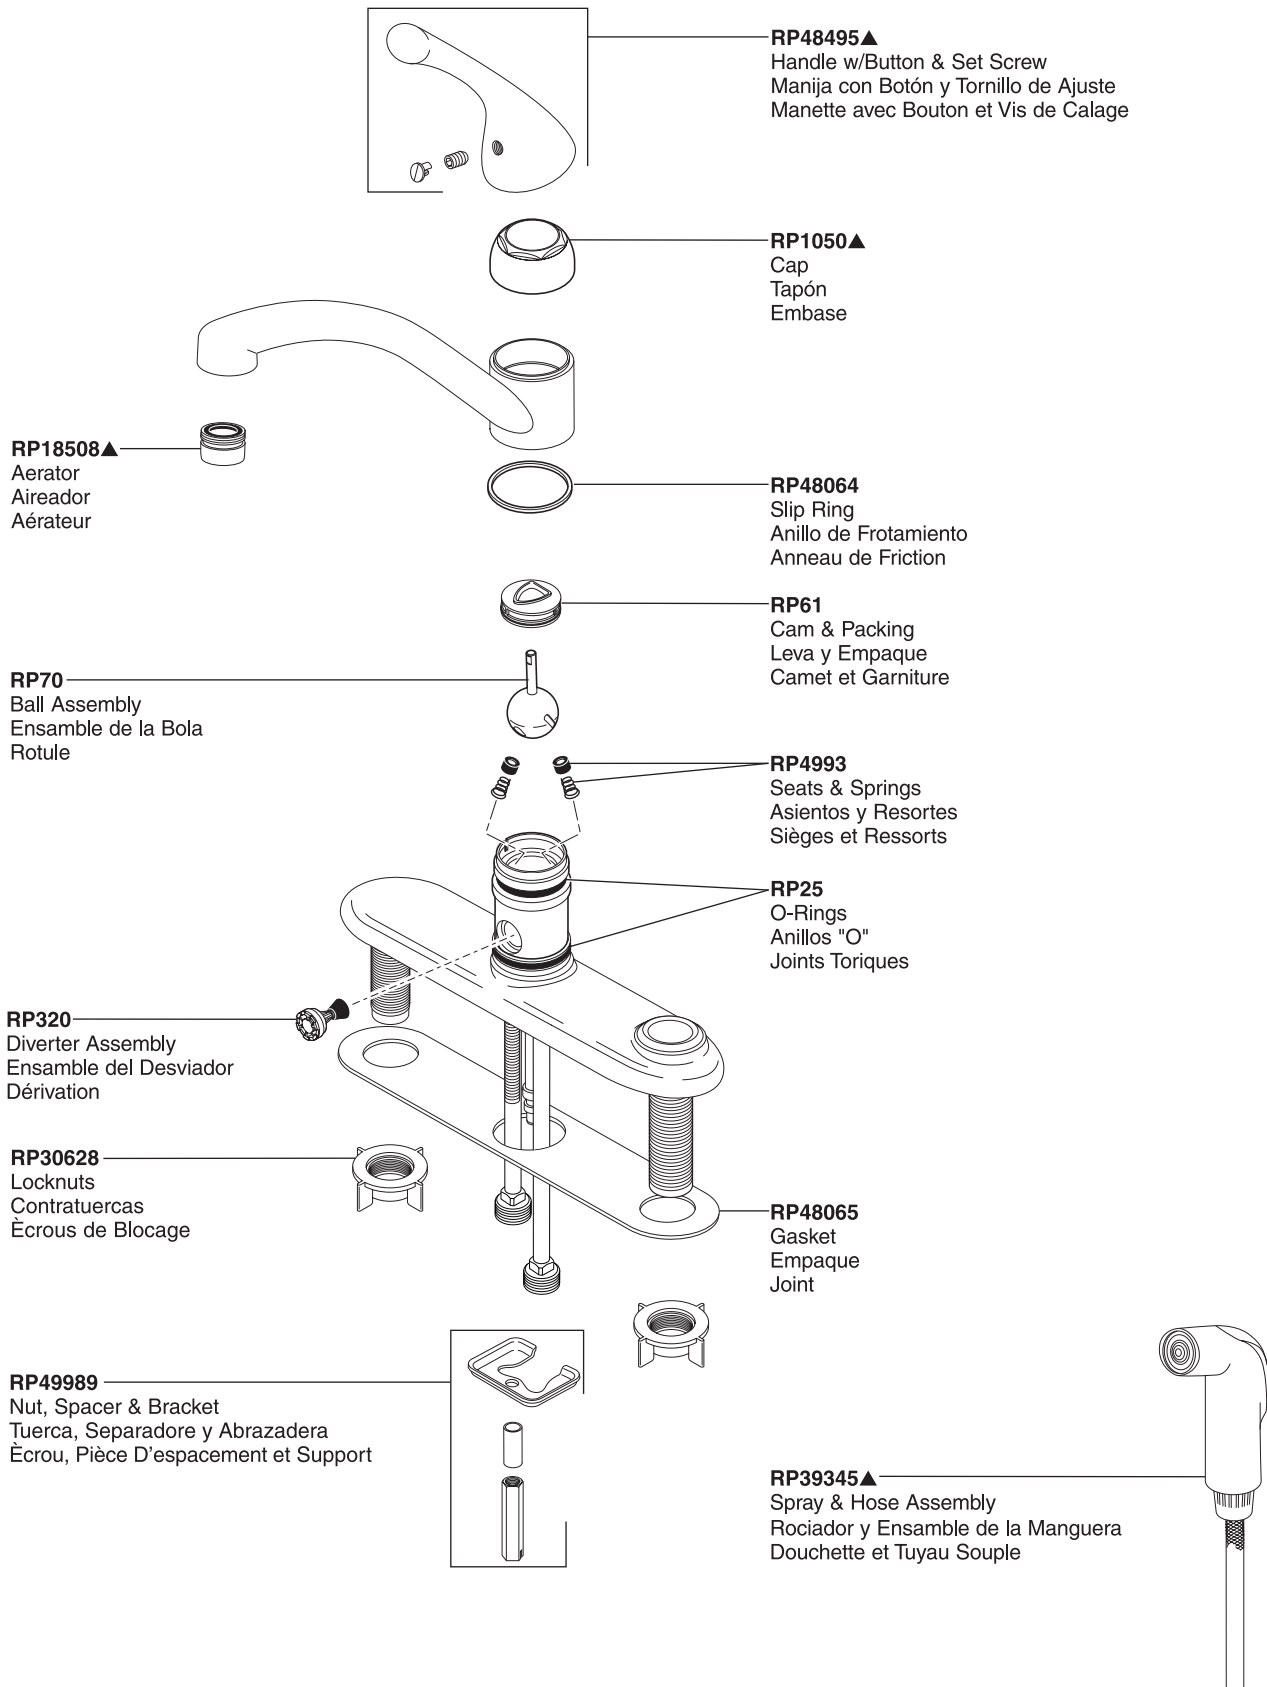 RP48495▲
Handle w/Button & Set Screw
Manija con Botón y Tornillo de Ajuste
Manette avec Bouton et Vis de Calage
RP1050▲
Cap
Tapón
Embase
RP18508▲
Aerator
Aireador
Aérateur
RP48064
Slip Ring
Anillo de Frotamiento
Anneau de Friction
RP61
Cam & Packing
Leva y Empaque
Camet et Garniture
RP70
Ball Assembly
Ensamble de la Bola
Rotule
RP4993
Seats & Springs
Asientos y Resortes
Sièges et Ressorts
RP25
O-Rings
Anillos "O"
Joints Toriques
RP320
Diverter Assembly
Ensamble del Desviador
Dérivation
RP30628
Locknuts
Contratuercas
Ècrous de Blocage
RP48065
Gasket
Empaque
Joint
RP49989
Nut, Spacer & Bracket
Tuerca, Separadore y Abrazadera
Ècrou, Pièce D’espacement et Support
RP39345▲
Spray & Hose Assembly
Rociador y Ensamble de la Manguera
Douchette et Tuyau Souple